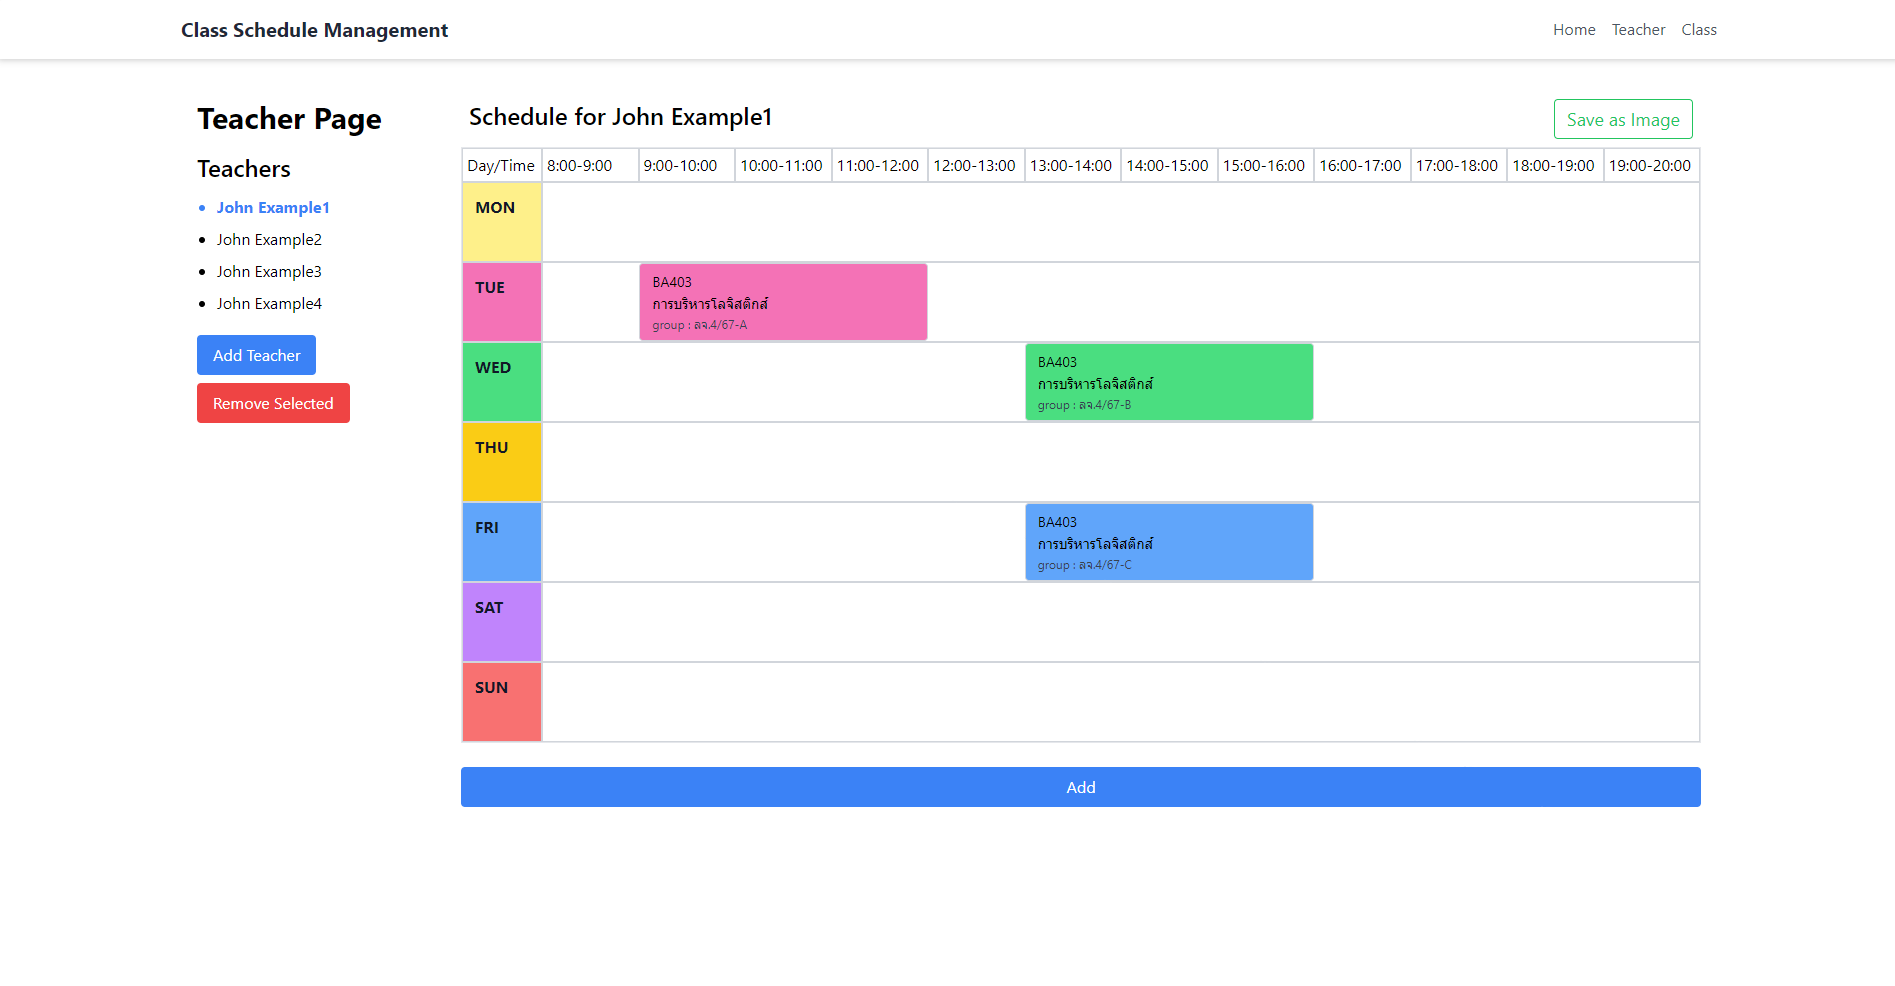 Class Schedule Management
Home Teacher Class
Teacher Page
Teachers
John Example1
John Example2
John Example3
John Example4
Add Teacher
Remove Selected
Schedule for John Example1
Save as Image
Day/Time 8:00-9:00 9:00-10:00 10:00-11:00 11:00-12:00 12:00-13:00 13:00-14:00 14:00-15:00 15:00-16:00 16:00-17:00 17:00-18:00 18:00-19:00 19:00-20:00
MON
TUE
BA403
การบริหารโลจิสติกส์
group : ลจ.4/67-A
WED
BA403
การบริหารโลจิสติกส์
group : ลจ.4/67-B
THU
FRI
BA403
การบริหารโลจิสติกส์
group : ลจ.4/67-C
SAT
SUN
Add